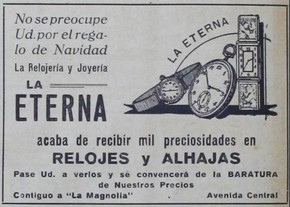 No se preocupe
Ud. por el rega-
lo de Navidad
La Relojería y Joyería
LA
ETERNA
LA ETERNA
acaba de recibir mil preciosidades en
RELOJES y ALHAJAS
Pase Ud. a verlos y se convencerá de la BARATURA
de Nuestros Precios
Contiguo a "La Magnolia" Avenida Central